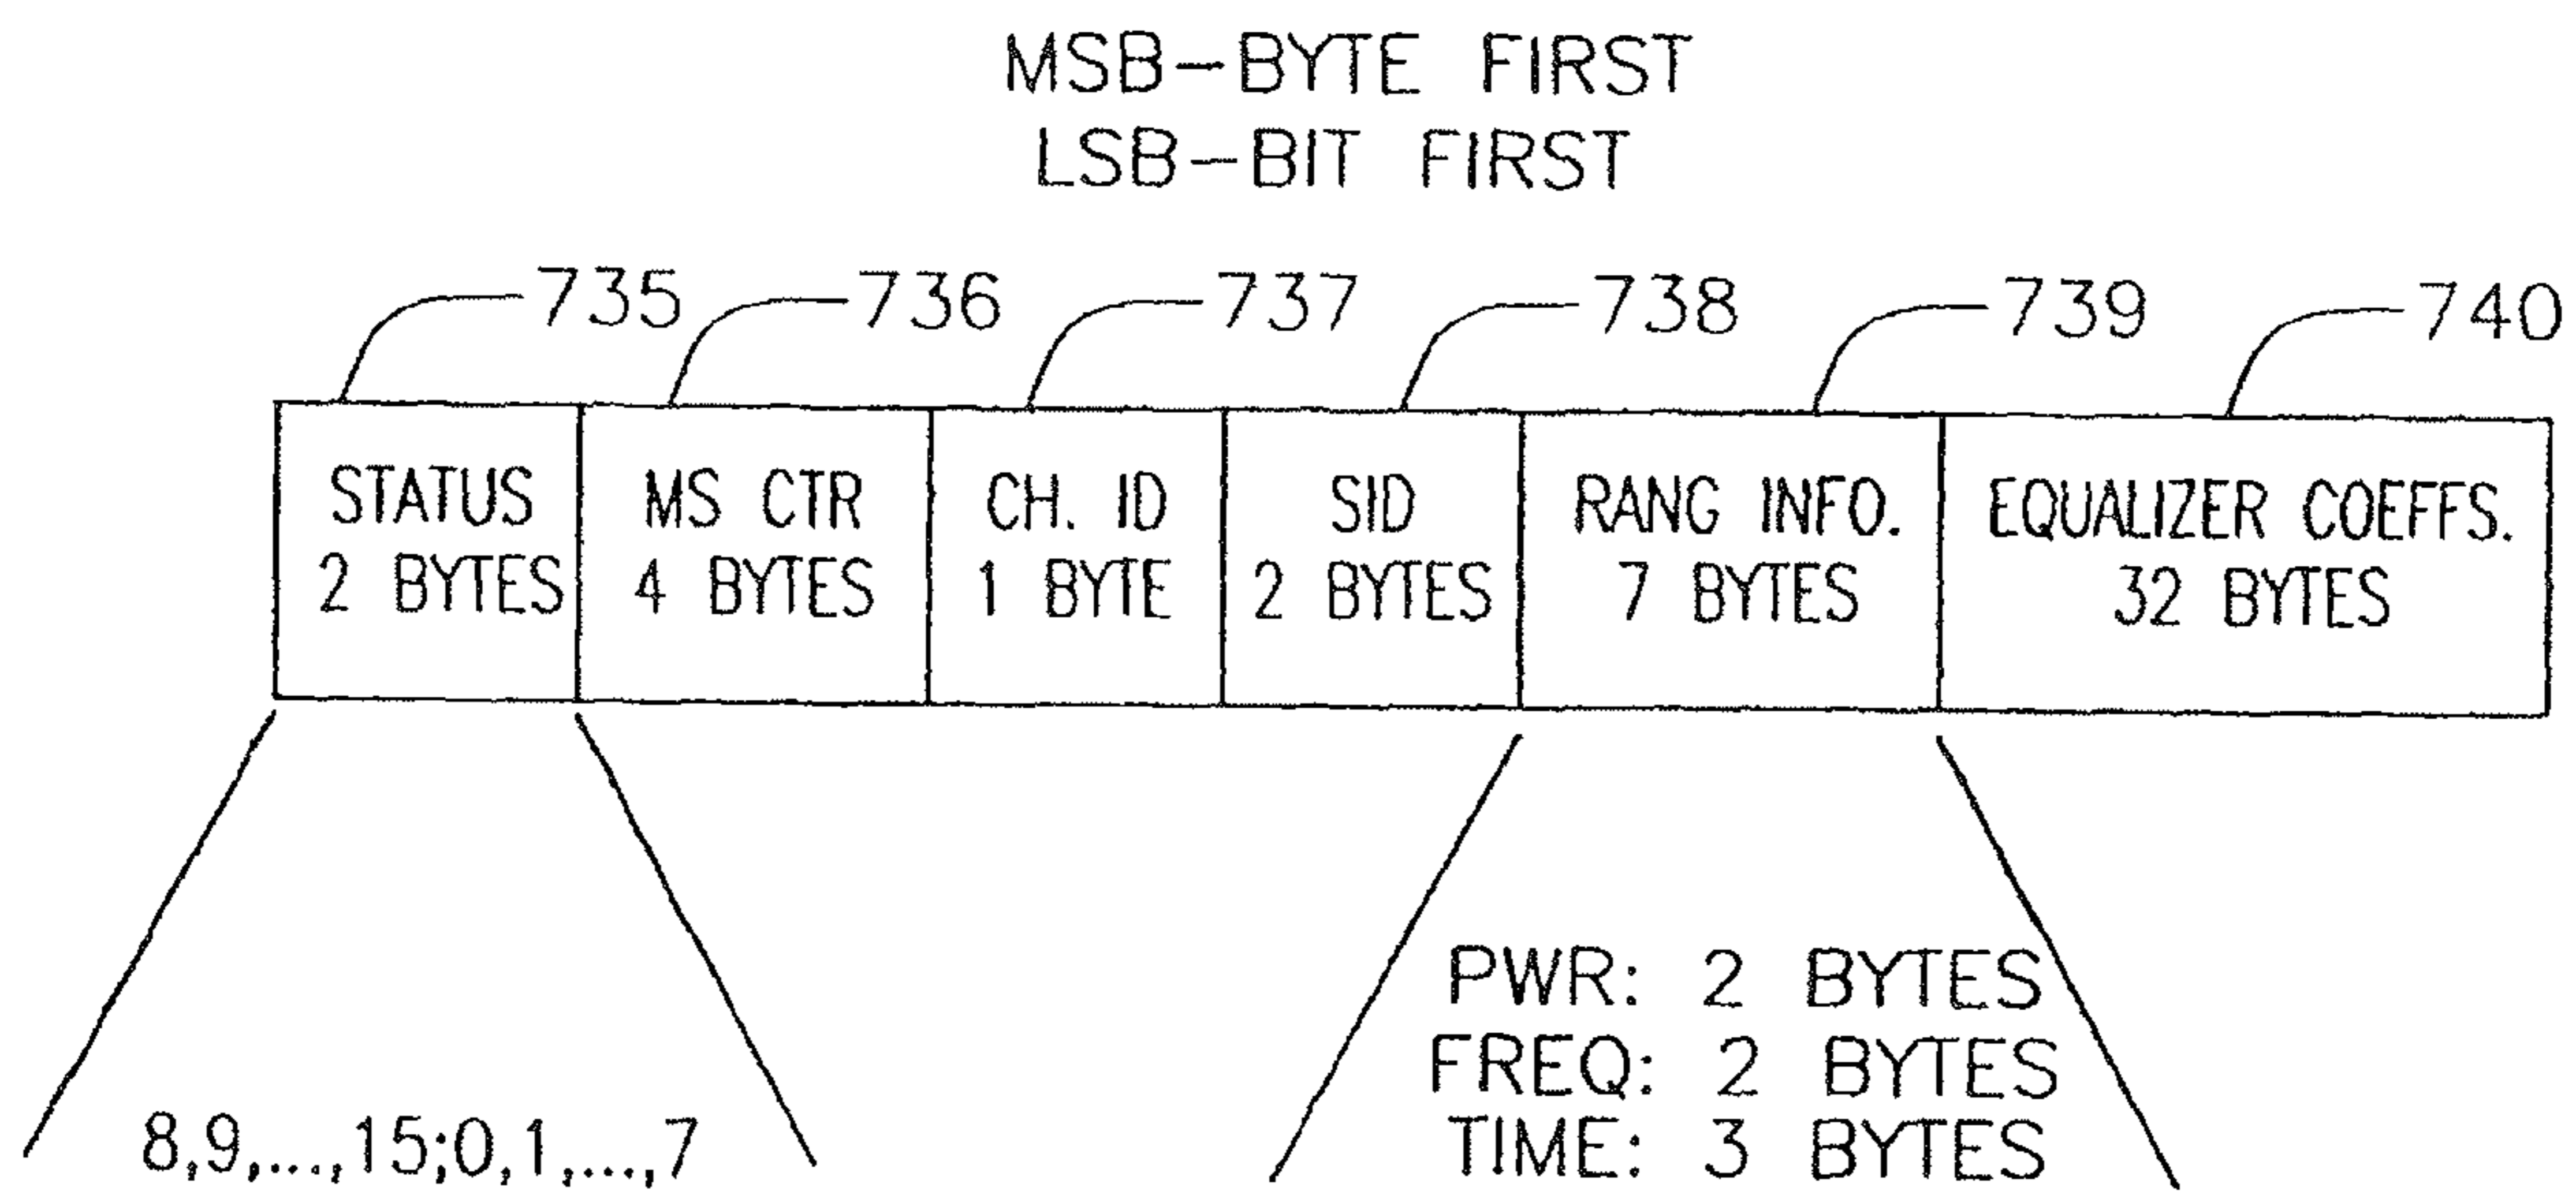 MSB-BYTE FIRST
LSB-BIT FIRST
735 736 737 738 739 740
STATUS MS CTR CH. ID SID RANG INFO. EQUALIZER COEFFS.
2 BYTES 4 BYTES 1 BYTE 2 BYTES 7 BYTES 32 BYTES
PWR: 2 BYTES
FREQ: 2 BYTES
8,9,...,15;0,1,...,7 TIME: 3 BYTES